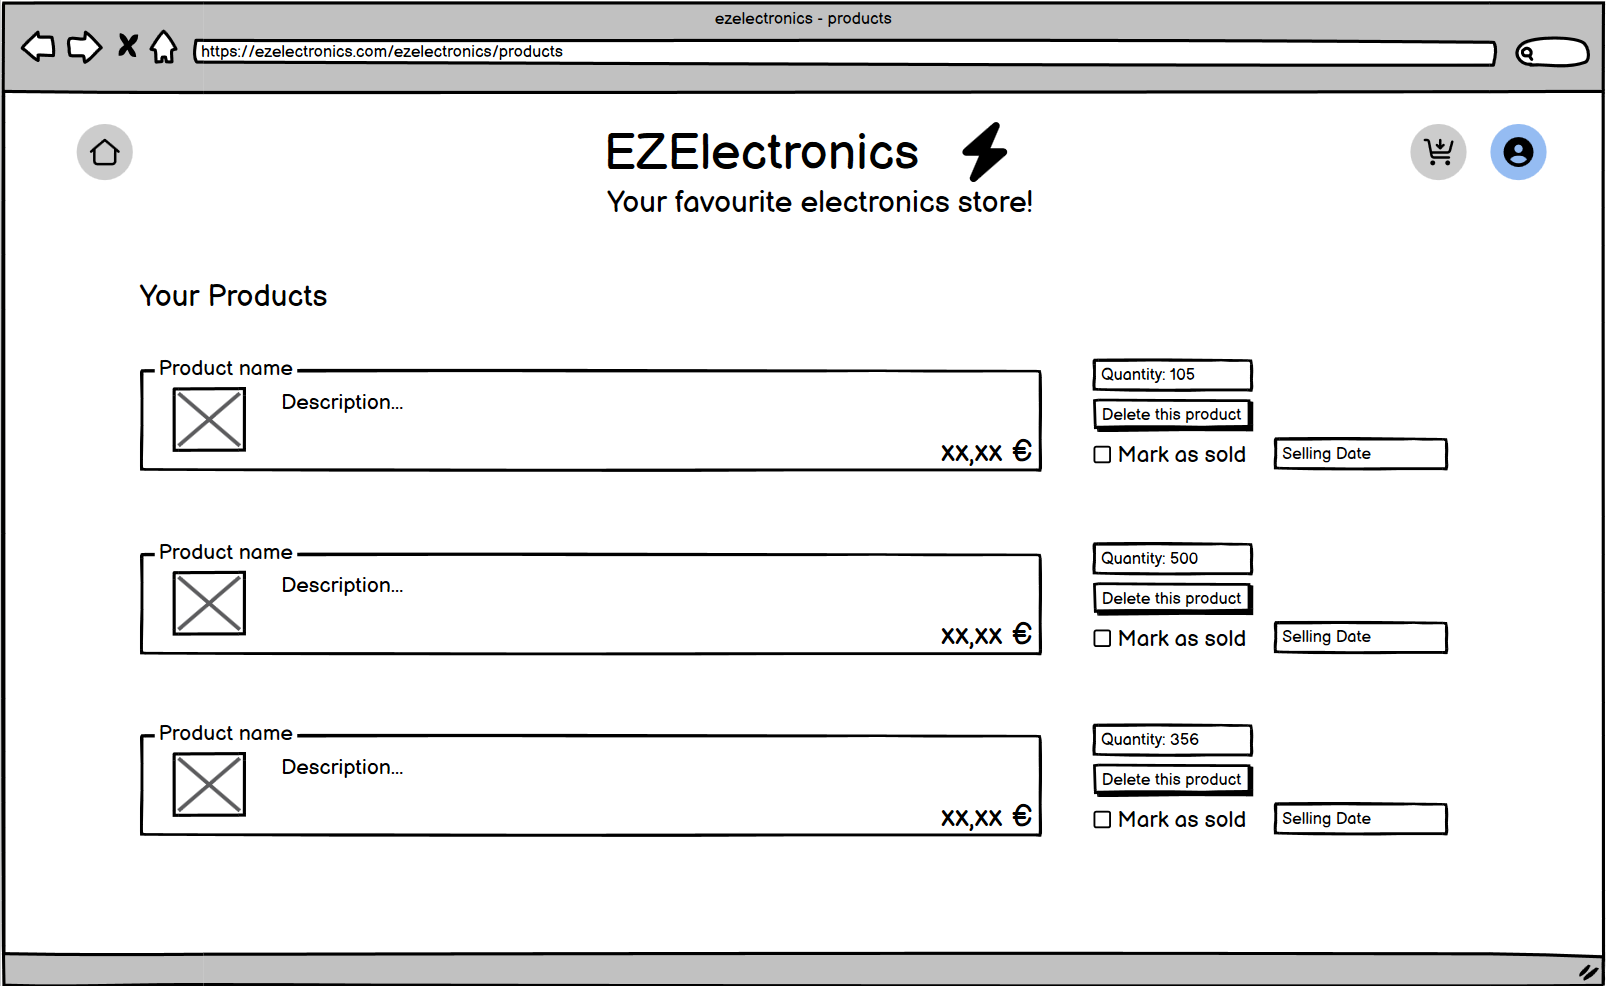 ezelectronics - products
https://ezelectronics.com/ezelectronics/products
EZElectronics
Your favourite electronics store!
Your Products
Product name
Description...
xx,xx €
Quantity: 105
Delete this product
Mark as sold
Selling Date
Product name
Description...
xx,xx €
Quantity: 500
Delete this product
Mark as sold
Selling Date
Product name
Description...
xx,xx €
Quantity: 356
Delete this product
Mark as sold
Selling Date